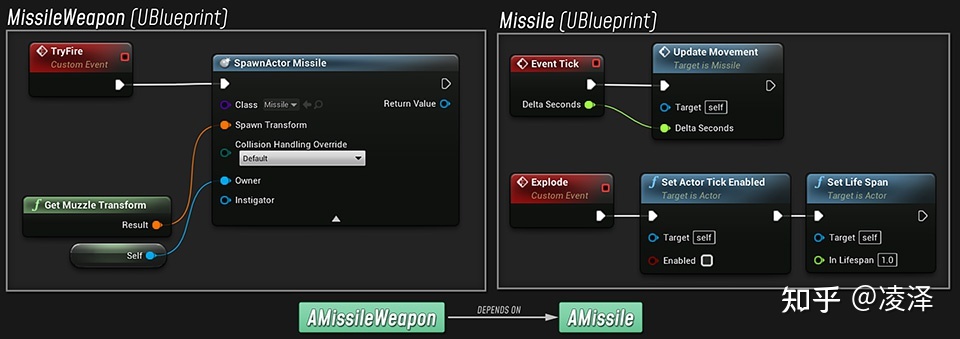 MissileWeapon (UBlueprint)
TryFire
Custom Event
SpawnActor Missile
Class Missile
Return Value
Spawn Transform
Collision Handling Override
Default
Owner
Instigator
f Get Muzzle Transform
Result
Self
Missile (UBlueprint)
Event Tick
Delta Seconds
Update Movement
Target is Missile
Target self
Delta Seconds
Explode
Custom Event
f Set Actor Tick Enabled
Target is Actor
Target self
Enabled
f Set Life Span
Target is Actor
Target self
In Lifespan 1.0
AMissileWeapon
DEPENDS ON
AMissile
知乎 @凌泽